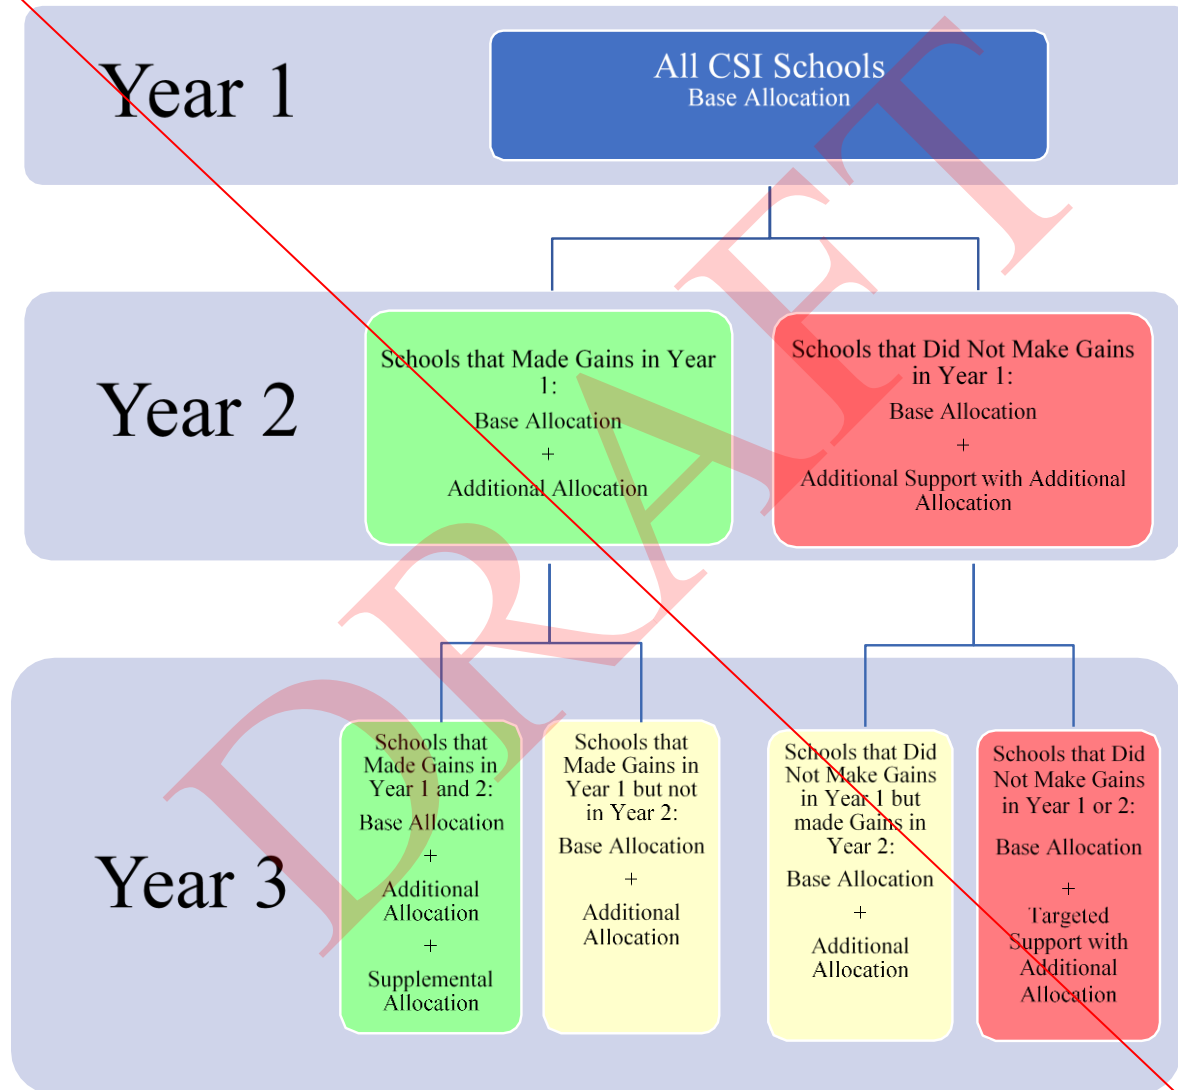 Year 1
All CSI Schools
Base Allocation
Year 2
Schools that Made Gains in Year
1:
Base Allocation
+
Additional Allocation
Schools that Did Not Make Gains
in Year 1:
Base Allocation
+
Additional Support with Additional
Allocation
Year 3
Schools that
Made Gains in
Year 1 and 2:
Base Allocation
+
Additional
Allocation
+
Supplemental
Allocation
Schools that
Made Gains in
Year 1 but not
in Year 2:
Base Allocation
+
Additional
Allocation
Schools that Did
Not Make Gains
in Year 1 but
made Gains in
Year 2:
Base Allocation
+
Additional
Allocation
Schools that Did
Not Make Gains
in Year 1 or 2:
Base Allocation
+
Targeted
Support with
Additional
Allocation
DRAFT